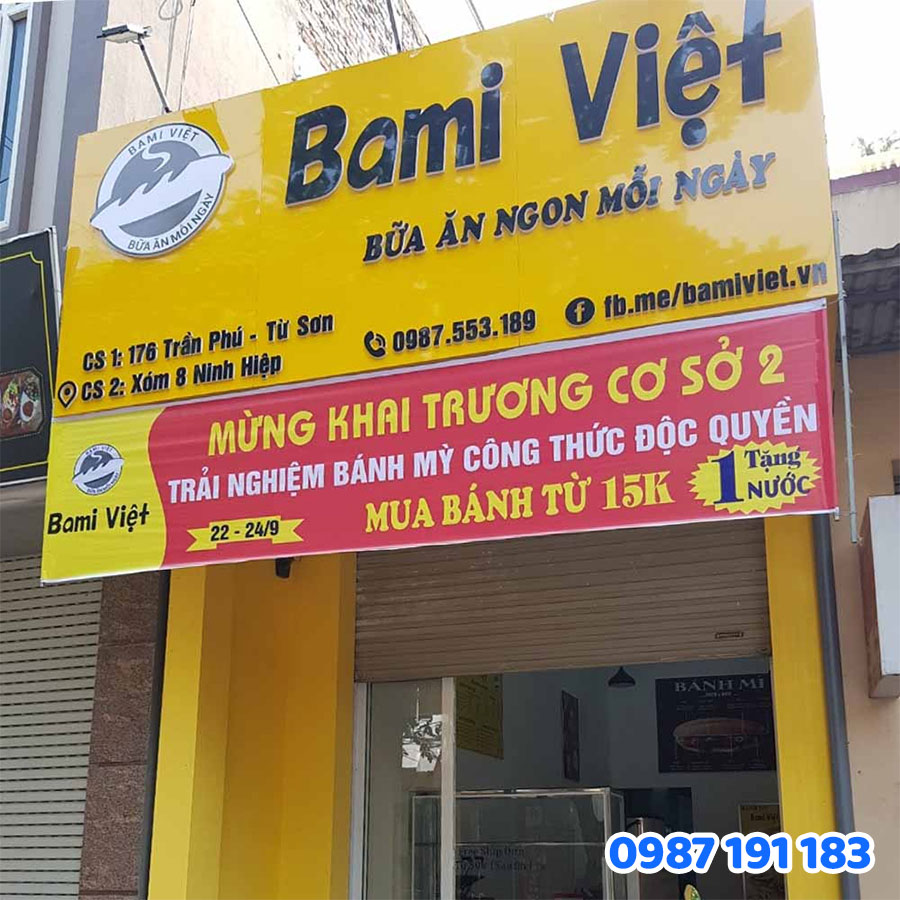 BAMI VIỆT
BỮA ĂN MỖI NGÀY
Bami Việt
BỮA ĂN NGON MỖI NGÀY
CS 1: 176 Trần Phú - Từ Sơn
CS 2: Xóm 8 Ninh Hiệp
0987.553.189
fb.me/bamiviet.vn
MỪNG KHAI TRƯƠNG CƠ SỞ 2
TRẢI NGHIỆM BÁNH MỲ CÔNG THỨC ĐỘC QUYỀN
MUA BÁNH TỪ 15K
Tặng
1 NƯỚC
Bami Việt
22 - 24/9
BÁNH MÌ
Bami Việt
0987 191 183